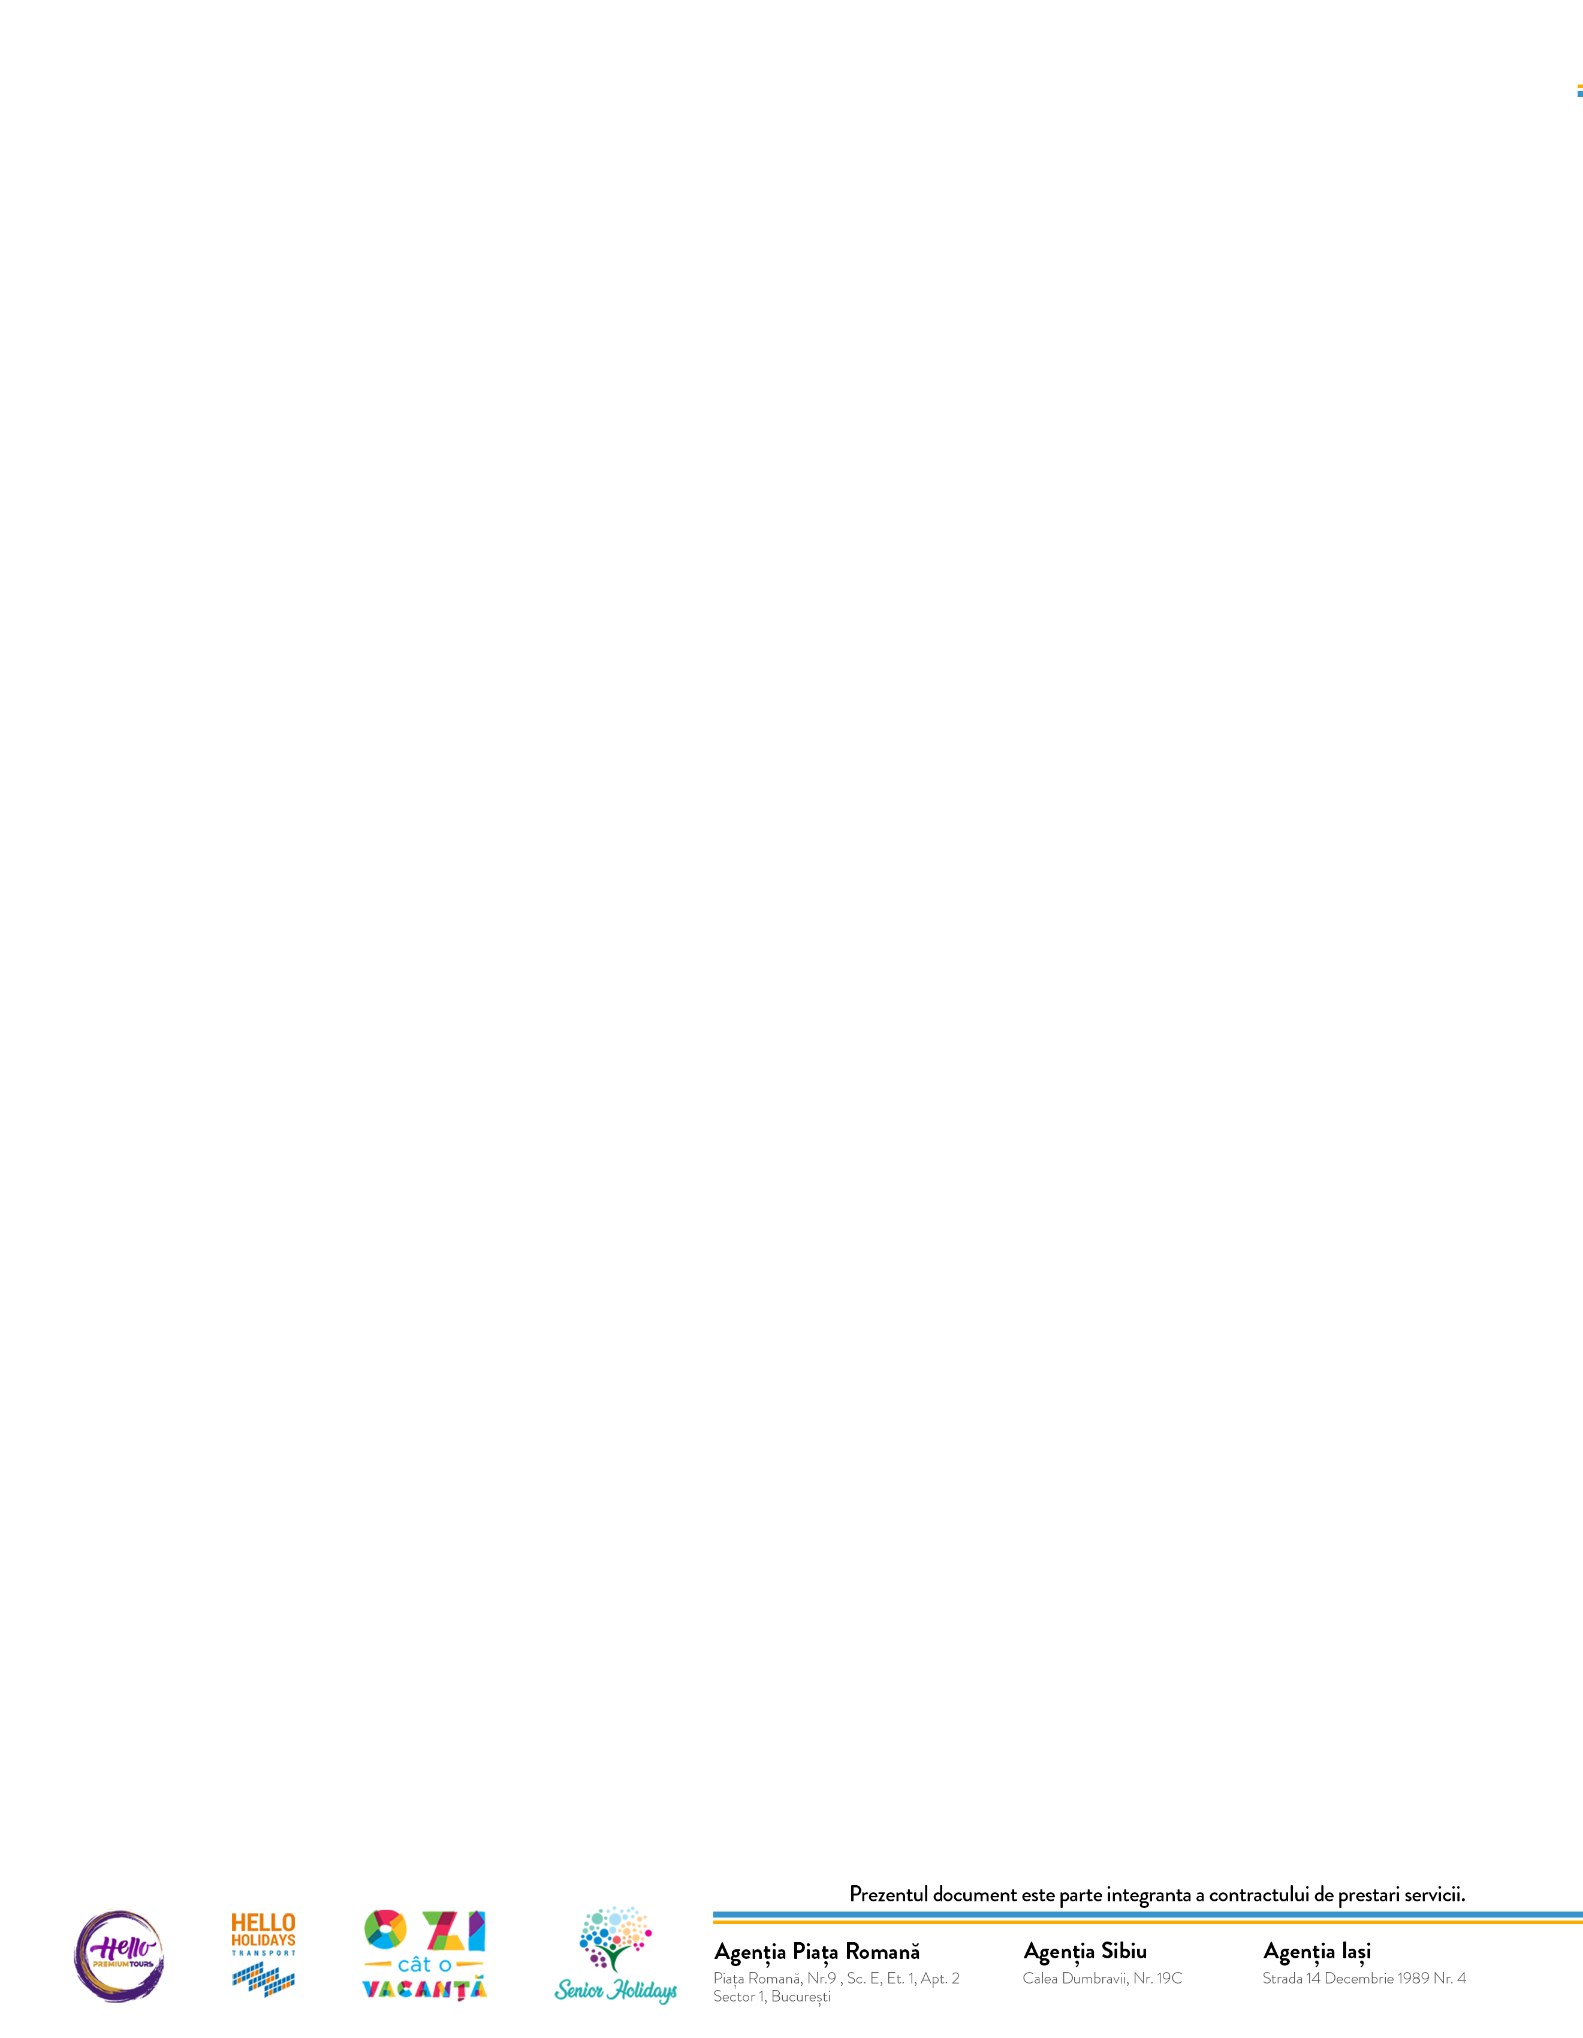 Prezentul document este parte integranta a contractului de prestari servicii.
Hello
PREMIUM TOURS
HELLO
HOLIDAYS
TRANSPORT
O ZI
cât o
VACANȚĂ
Senior Holidays
Agenția Piața Romană
Piața Romană, Nr.9 , Sc. E, Et. 1, Apt. 2
Sector 1, București
Agenția Sibiu
Calea Dumbravii, Nr. 19C
Agenția Iași
Strada 14 Decembrie 1989 Nr. 4